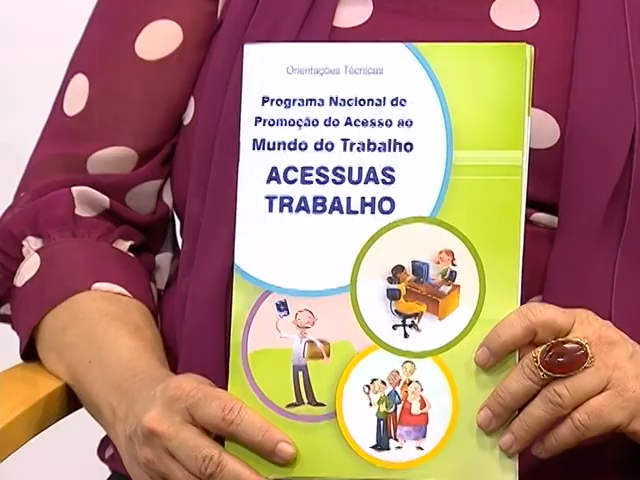 Orientações Técnicas
Programa Nacional de
Promoção do Acesso ao
Mundo do Trabalho
ACESSUAS
TRABALHO